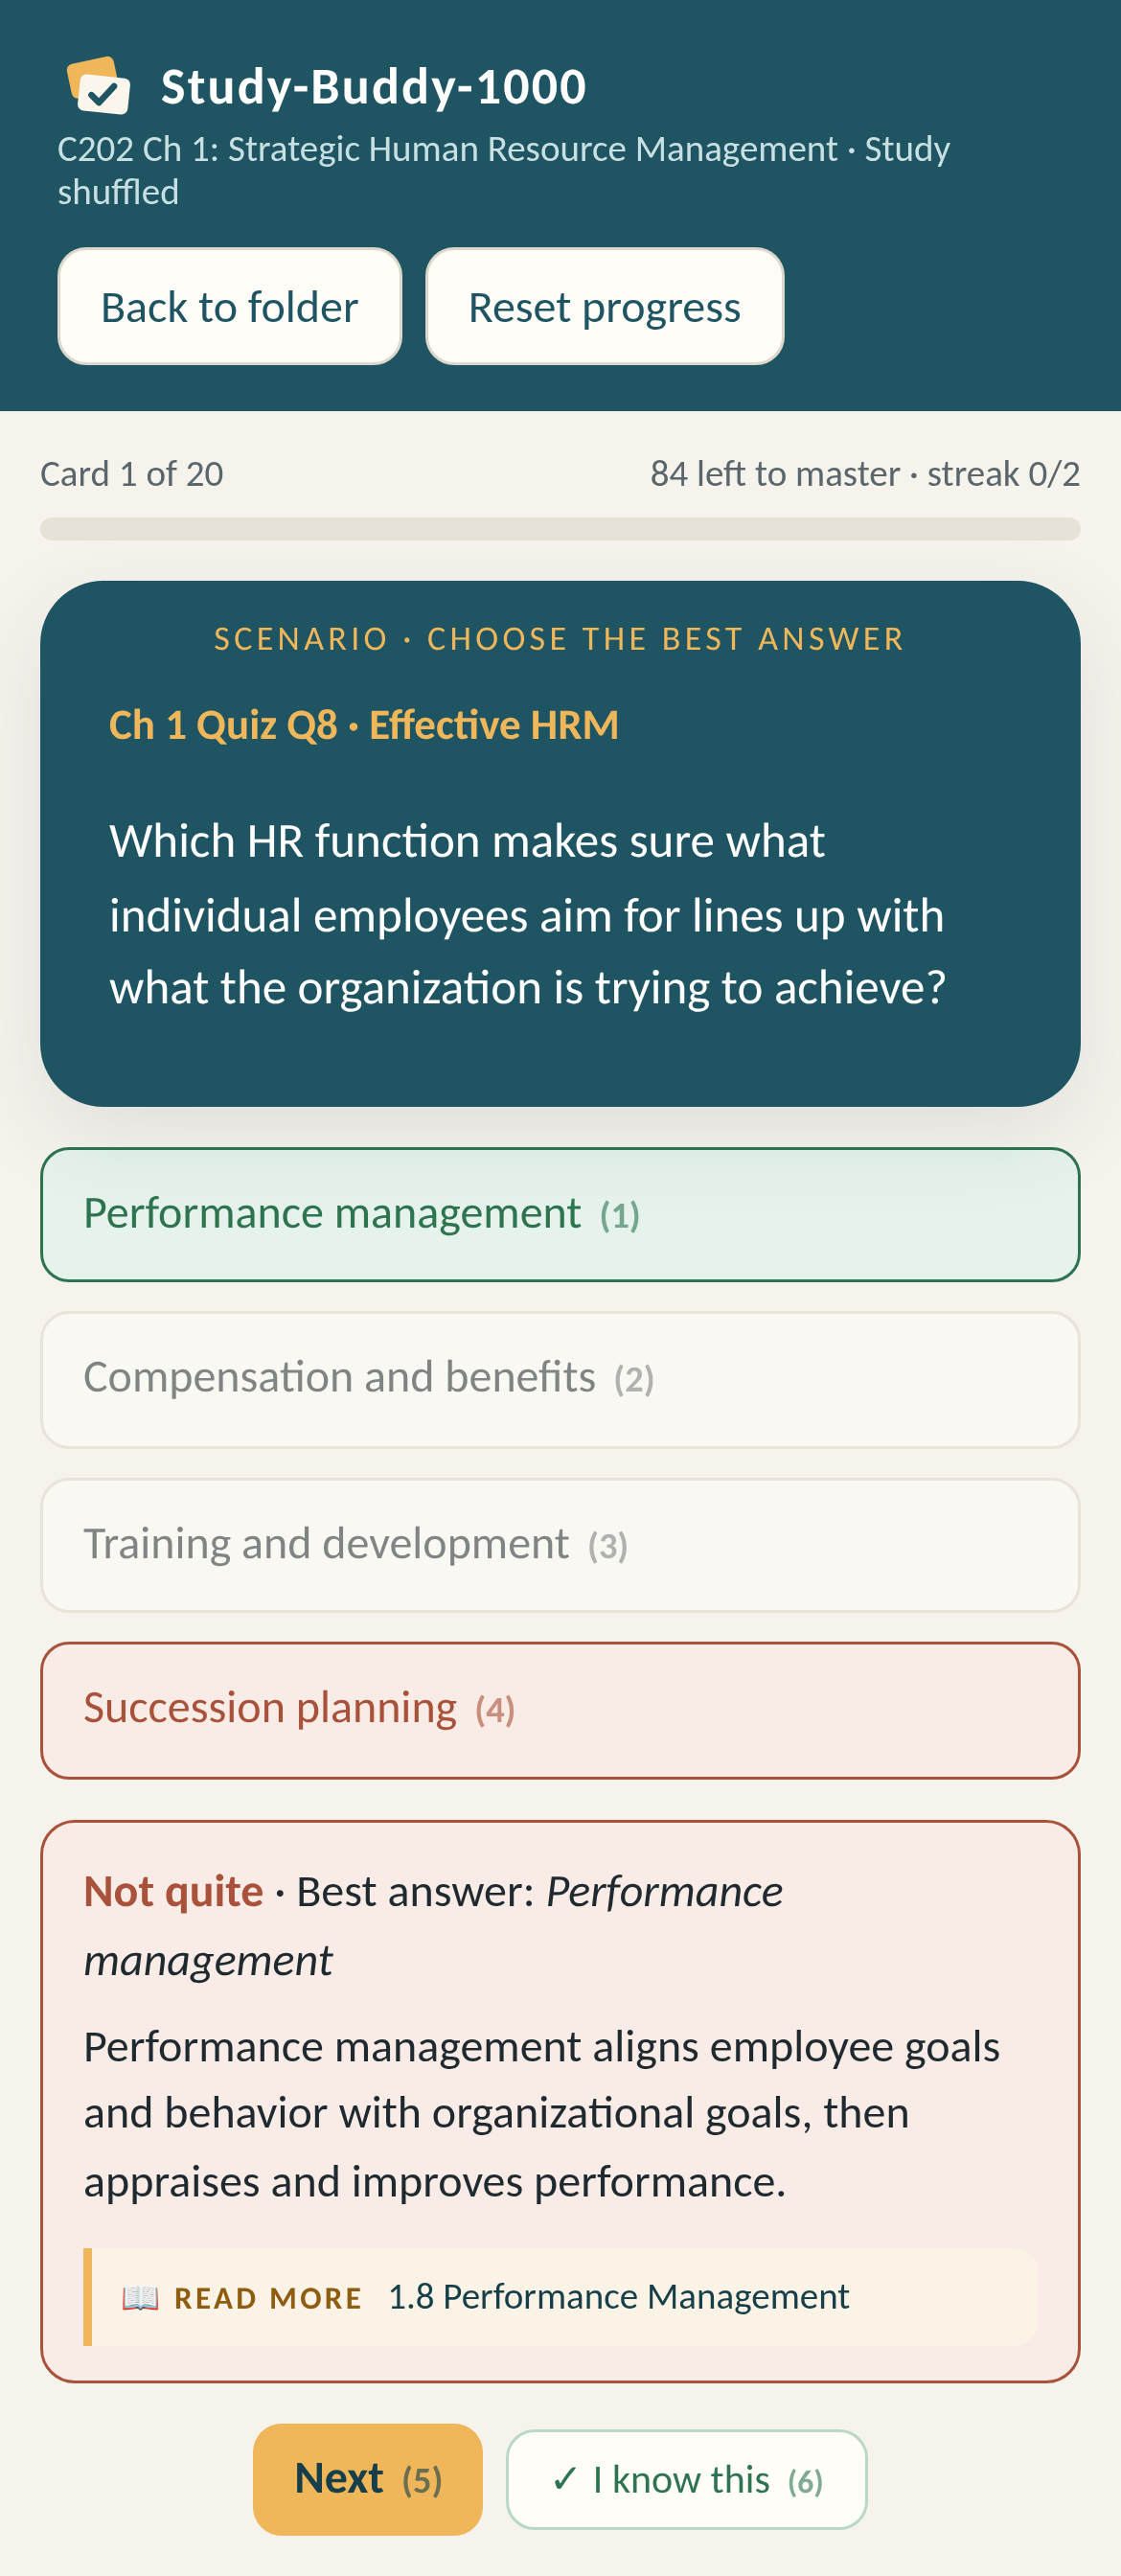 Study-Buddy-1000
C202 Ch 1: Strategic Human Resource Management · Study
shuffled
Back to folder
Reset progress
Card 1 of 20
84 left to master · streak 0/2
SCENARIO · CHOOSE THE BEST ANSWER
Ch 1 Quiz Q8 · Effective HRM
Which HR function makes sure what
individual employees aim for lines up with
what the organization is trying to achieve?
Performance management (1)
Compensation and benefits (2)
Training and development (3)
Succession planning (4)
Not quite · Best answer: Performance
management
Performance management aligns employee goals
and behavior with organizational goals, then
appraises and improves performance.
📖 READ MORE 1.8 Performance Management
Next (5)
✓ I know this (6)